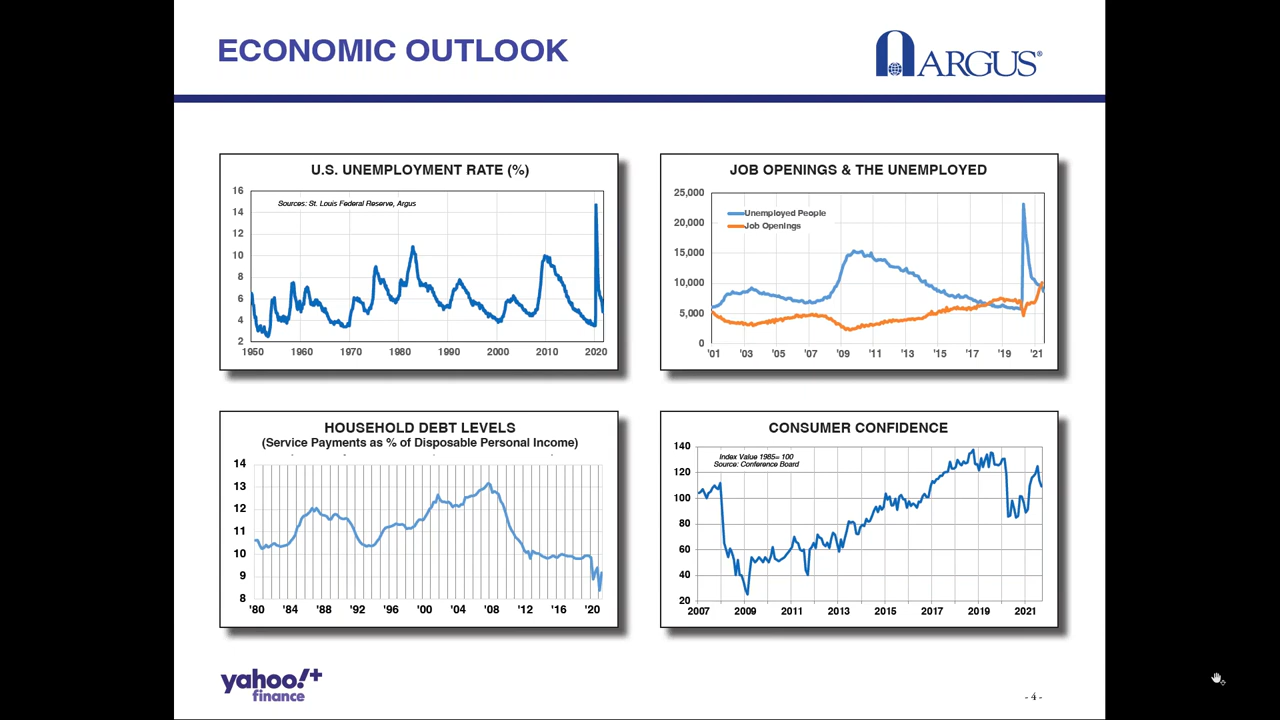 ECONOMIC OUTLOOK
ARGUS®
U.S. UNEMPLOYMENT RATE (%)
16
Sources: St. Louis Federal Reserve, Argus
14
12
10
8
6
4
2
1950 1960 1970 1980 1990 2000 2010 2020
JOB OPENINGS & THE UNEMPLOYED
25,000
Unemployed People
20,000
Job Openings
15,000
10,000
5,000
0
'01 '03 '05 '07 '09 '11 '13 '15 '17 '19 '21
HOUSEHOLD DEBT LEVELS
(Service Payments as % of Disposable Personal Income)
14
13
12
11
10
9
8
'80 '84 '88 '92 '96 '00 '04 '08 '12 '16 '20
CONSUMER CONFIDENCE
140
Index Value 1985= 100
Source: Conference Board
120
100
80
60
40
20
2007 2009 2011 2013 2015 2017 2019 2021
yahoo!+
finance
- 4 -